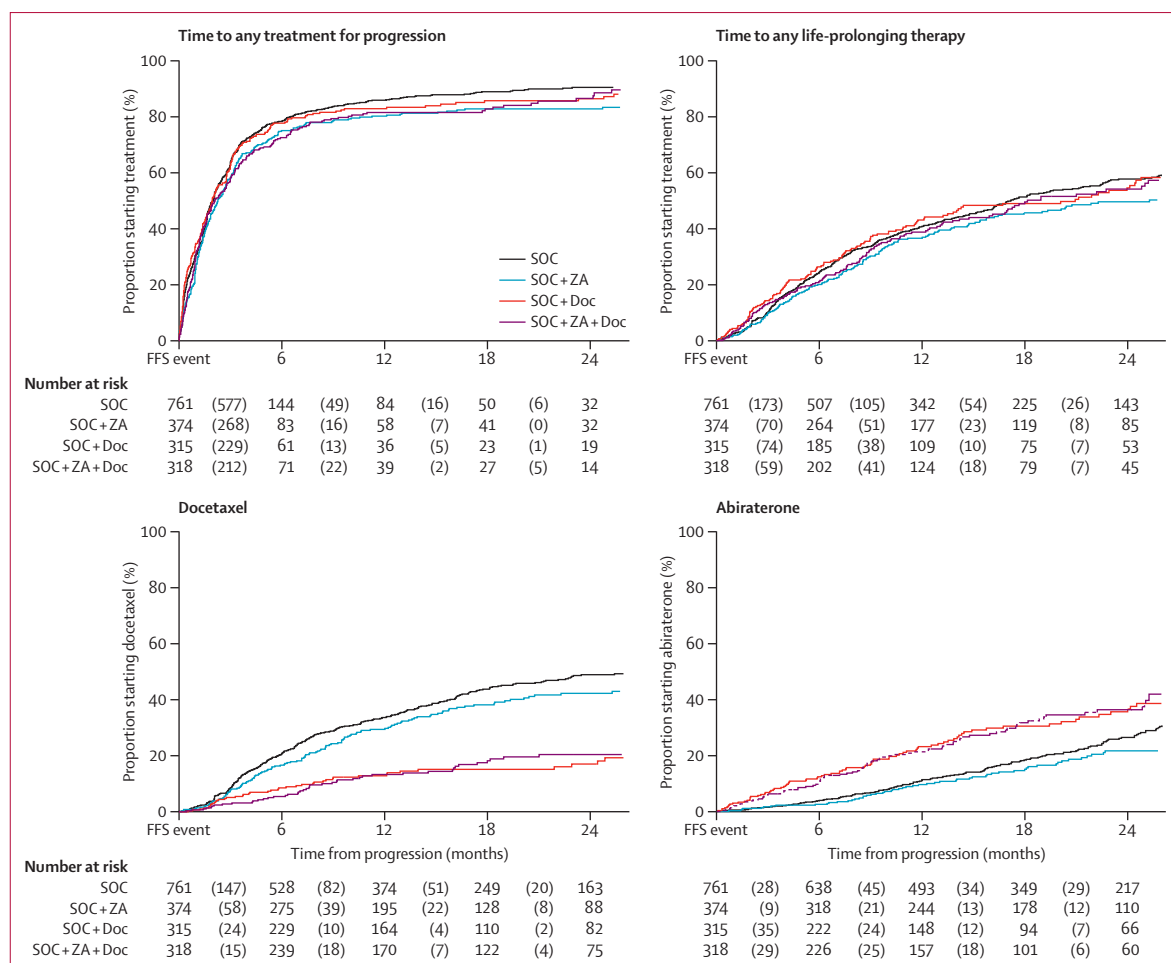 Time to any treatment for progression
Proportion starting treatment (%)
100
80
60
40
20
0
SOC
SOC+ZA
SOC+Doc
SOC+ZA+Doc
FFS event 6 12 18 24
Number at risk
SOC 761 (577) 144 (49) 84 (16) 50 (6) 32
SOC+ZA 374 (268) 83 (16) 58 (7) 41 (0) 32
SOC+Doc 315 (229) 61 (13) 36 (5) 23 (1) 19
SOC+ZA+Doc 318 (212) 71 (22) 39 (2) 27 (5) 14
Time to any life-prolonging therapy
Proportion starting treatment (%)
100
80
60
40
20
0
FFS event 6 12 18 24
761 (173) 507 (105) 342 (54) 225 (26) 143
374 (70) 264 (51) 177 (23) 119 (8) 85
315 (74) 185 (38) 109 (10) 75 (7) 53
318 (59) 202 (41) 124 (18) 79 (7) 45
Docetaxel
Proportion starting docetaxel (%)
100
80
60
40
20
0
FFS event 6 12 18 24
Time from progression (months)
Number at risk
SOC 761 (147) 528 (82) 374 (51) 249 (20) 163
SOC+ZA 374 (58) 275 (39) 195 (22) 128 (8) 88
SOC+Doc 315 (24) 229 (10) 164 (4) 110 (2) 82
SOC+ZA+Doc 318 (15) 239 (18) 170 (7) 122 (4) 75
Abiraterone
Proportion starting abiraterone (%)
100
80
60
40
20
0
FFS event 6 12 18 24
Time from progression (months)
761 (28) 638 (45) 493 (34) 349 (29) 217
374 (9) 318 (21) 244 (13) 178 (12) 110
315 (35) 222 (24) 148 (12) 94 (7) 66
318 (29) 226 (25) 157 (18) 101 (6) 60